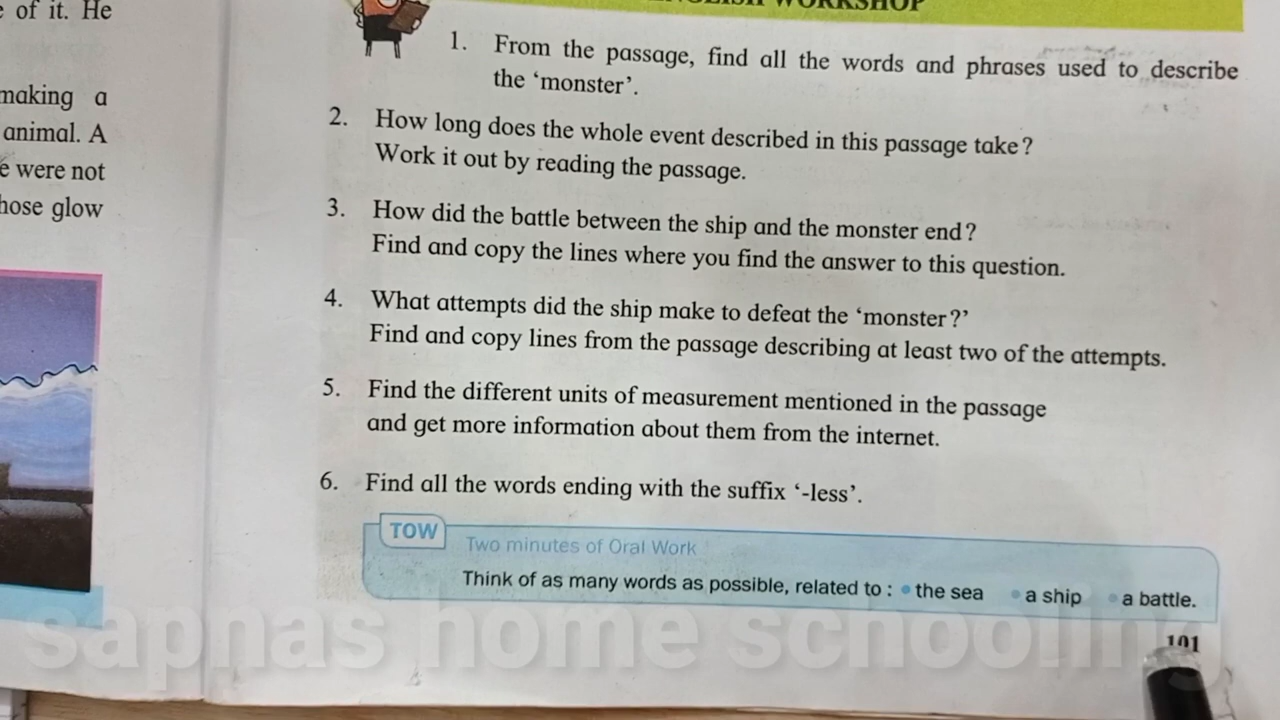 of it. He
making a
animal. A
were not
glow
WORKSHOP
1. From the passage, find all the words and phrases used to describe
the ‘monster’.
2. How long does the whole event described in this passage take?
Work it out by reading the passage.
3. How did the battle between the ship and the monster end?
Find and copy the lines where you find the answer to this question.
4. What attempts did the ship make to defeat the ‘monster?’
Find and copy lines from the passage describing at least two of the attempts.
5. Find the different units of measurement mentioned in the passage
and get more information about them from the internet.
6. Find all the words ending with the suffix ‘-less’.
TOW
Two minutes of Oral Work
Think of as many words as possible, related to : • the sea • a ship • a battle.
sapnas home schooling
101